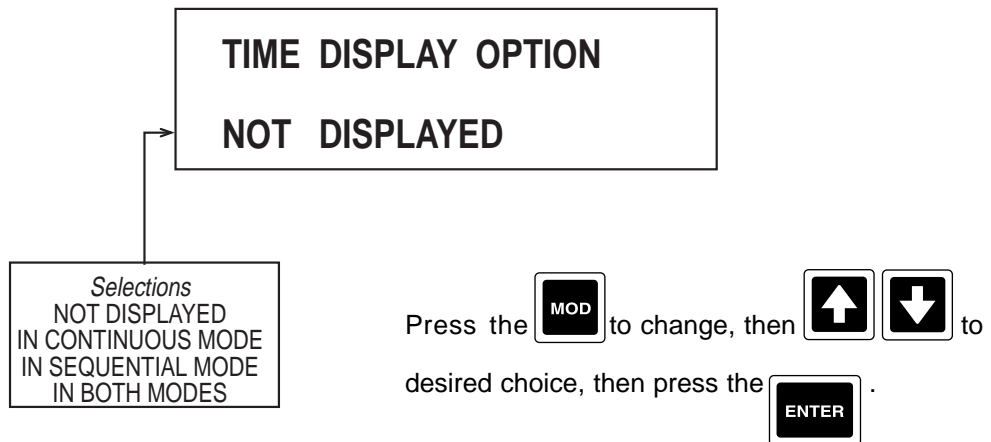 TIME DISPLAY OPTION
NOT DISPLAYED
Selections
NOT DISPLAYED
IN CONTINUOUS MODE
IN SEQUENTIAL MODE
IN BOTH MODES
Press the MOD to change, then to
desired choice, then press the ENTER .